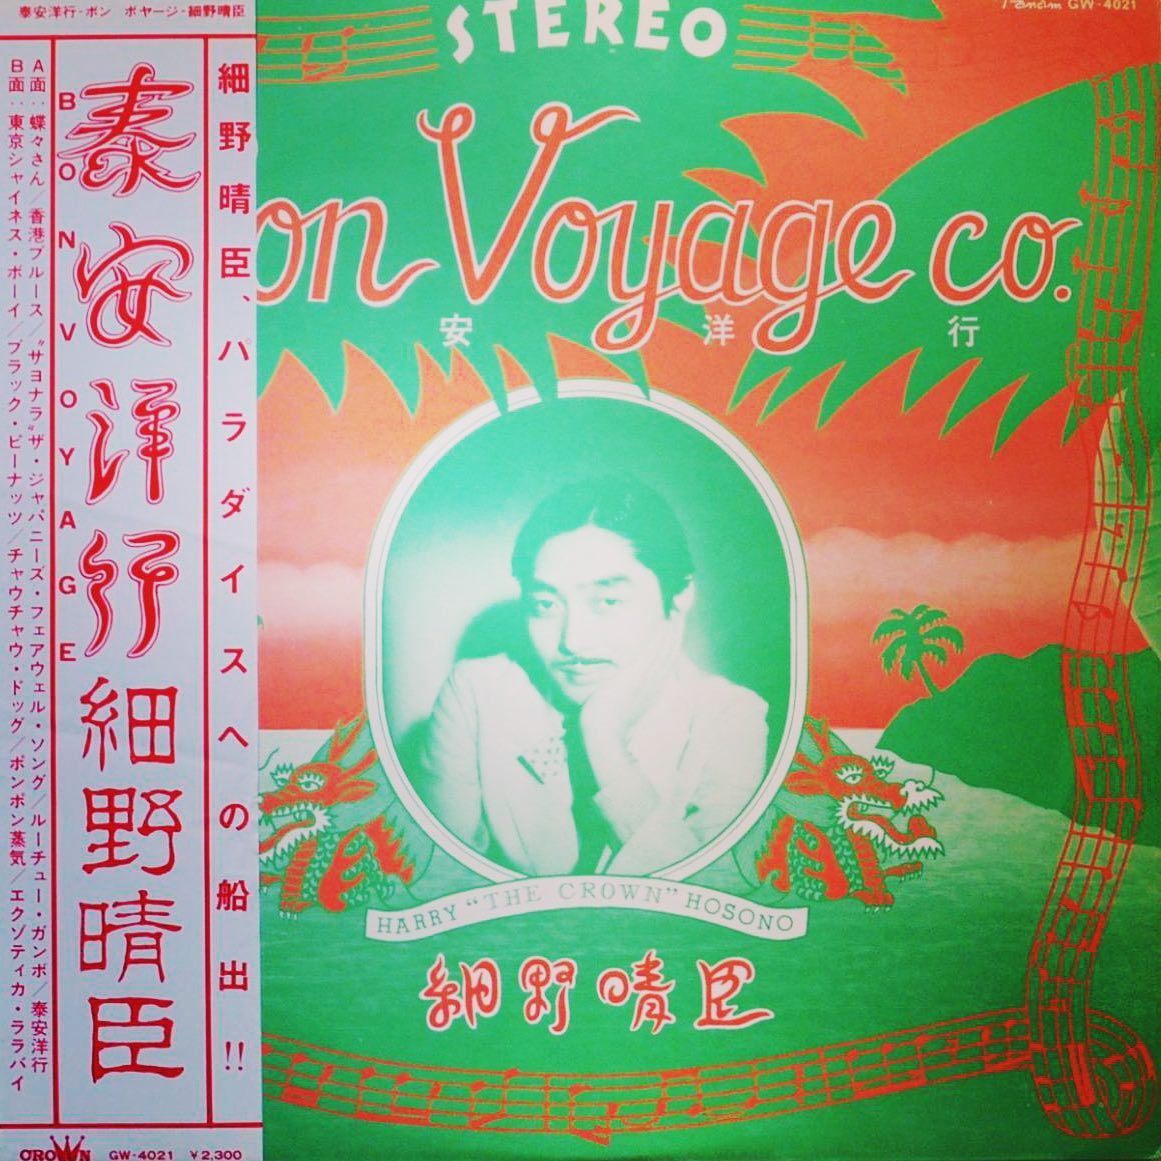 泰安洋行-ボン ボヤージ-細野晴臣
細野晴臣、パラダイスへの船出!!
泰安洋行 細野晴臣
BON VOYAGE
A面:蝶々さん/香港ブルース/“サヨナラ”ザ・ジャパニーズ・フェアウェル・ソング/ルーチュー・ガンボ/泰安洋行
B面:東京シャイネス・ボーイ/ブラック・ピーナッツ/チャウチャウ・ドッグ/ポンポン蒸気/エクゾティカ・ララバイ
CROWN GW-4021 ¥2,300
STEREO
Panam GW-4021
on Voyage co.
安洋行
HARRY “THE CROWN” HOSONO
細野晴臣